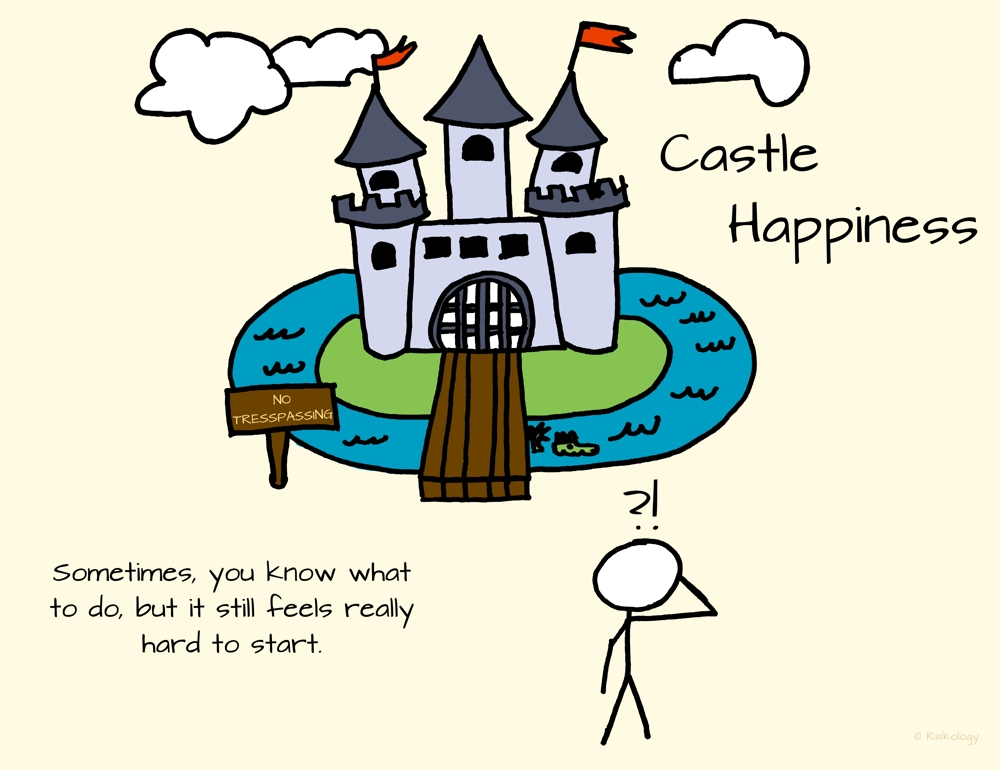 Castle
Happiness
NO
TRESSPASSING
?!
Sometimes, you know what
to do, but it still feels really
hard to start.
© Riskology